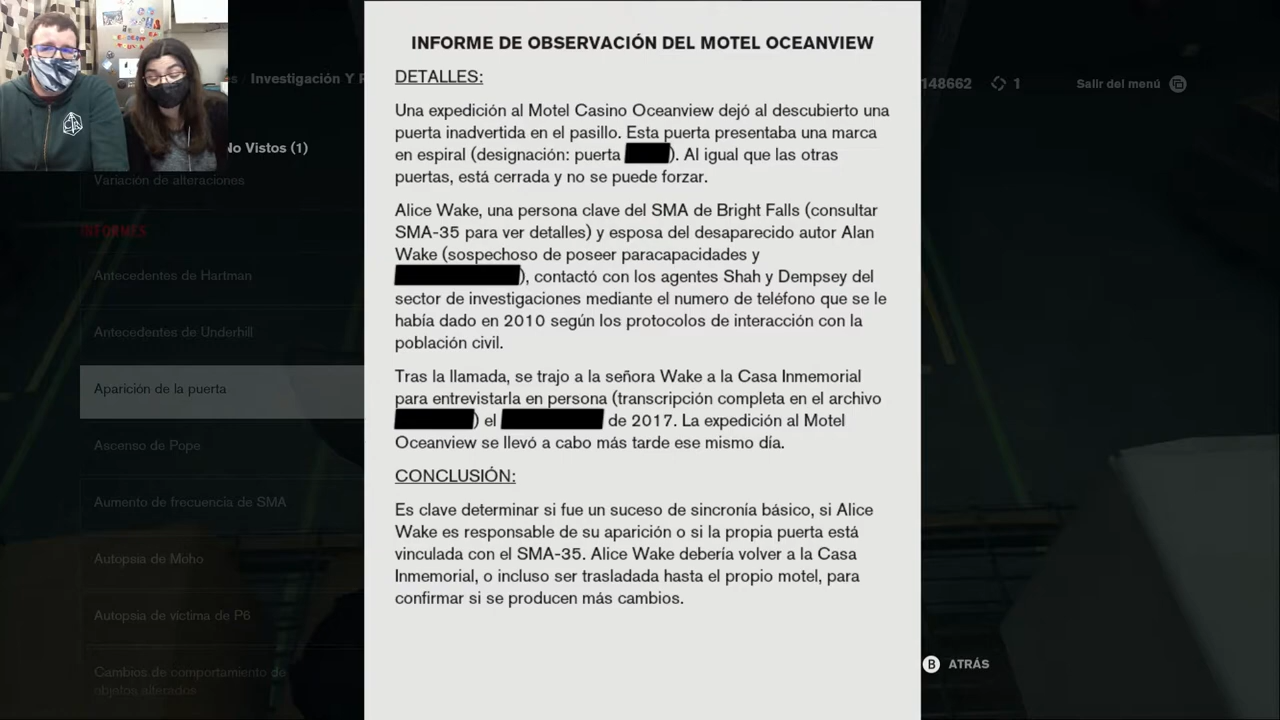 INFORME DE OBSERVACIÓN DEL MOTEL OCEANVIEW
DETALLES:
Una expedición al Motel Casino Oceanview dejó al descubierto una
puerta inadvertida en el pasillo. Esta puerta presentaba una marca
en espiral (designación: puerta ). Al igual que las otras
puertas, está cerrada y no se puede forzar.
Alice Wake, una persona clave del SMA de Bright Falls (consultar
SMA-35 para ver detalles) y esposa del desaparecido autor Alan
Wake (sospechoso de poseer paracapacidades y
), contactó con los agentes Shah y Dempsey del
sector de investigaciones mediante el numero de teléfono que se le
había dado en 2010 según los protocolos de interacción con la
población civil.
Tras la llamada, se trajo a la señora Wake a la Casa Inmemorial
para entrevistarla en persona (transcripción completa en el archivo
) el de 2017. La expedición al Motel
Oceanview se llevó a cabo más tarde ese mismo día.
CONCLUSIÓN:
Es clave determinar si fue un suceso de sincronía básico, si Alice
Wake es responsable de su aparición o si la propia puerta está
vinculada con el SMA-35. Alice Wake debería volver a la Casa
Inmemorial, o incluso ser trasladada hasta el propio motel, para
confirmar si se producen más cambios.
Investigación Y
No Vistos (1)
Variación de alteraciones
INFORMES
Antecedentes de Hartman
Antecedentes de Underhill
Aparición de la puerta
Ascenso de Pope
Aumento de frecuencia de SMA
Autopsia de Moho
Autopsia de víctima de P6
Cambios de comportamiento de
objetos alterados
148662
1
Salir del menú
B ATRÁS